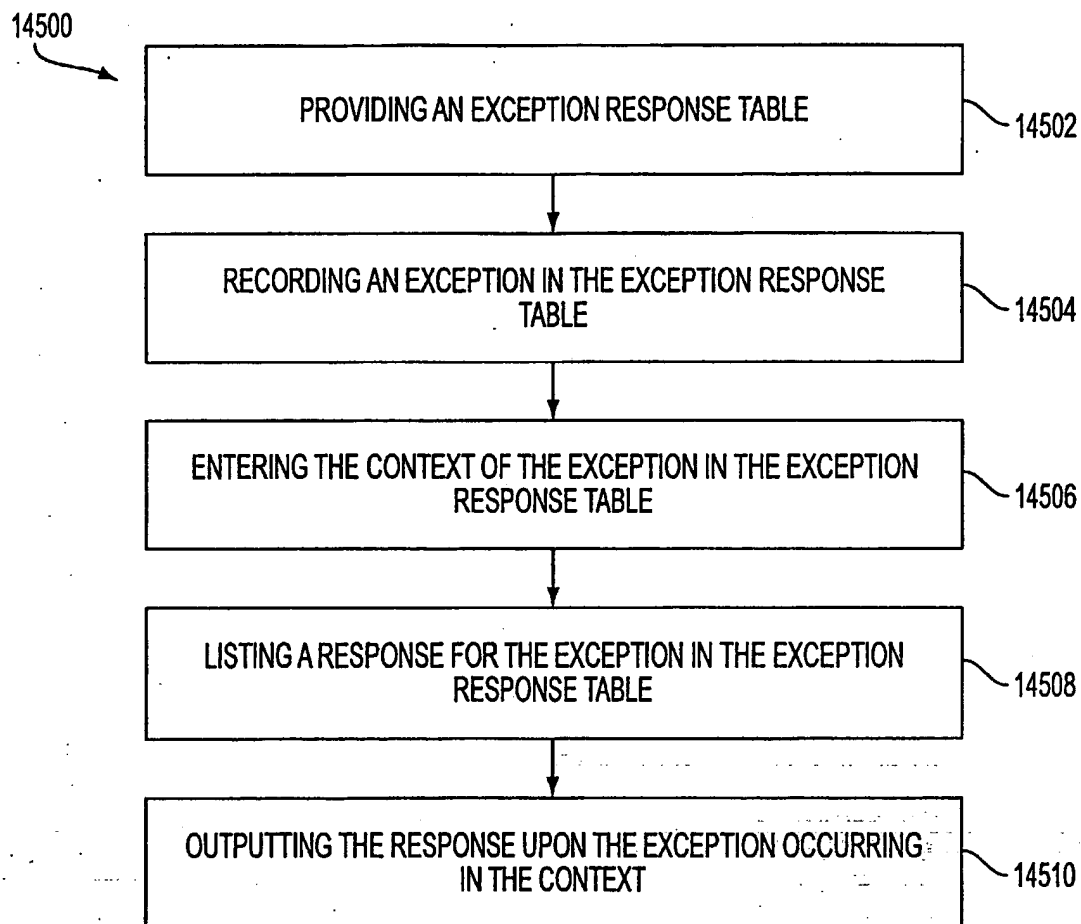 14500
PROVIDING AN EXCEPTION RESPONSE TABLE
14502
RECORDING AN EXCEPTION IN THE EXCEPTION RESPONSE
TABLE
14504
ENTERING THE CONTEXT OF THE EXCEPTION IN THE EXCEPTION
RESPONSE TABLE
14506
LISTING A RESPONSE FOR THE EXCEPTION IN THE EXCEPTION
RESPONSE TABLE
14508
OUTPUTTING THE RESPONSE UPON THE EXCEPTION OCCURRING
IN THE CONTEXT
14510